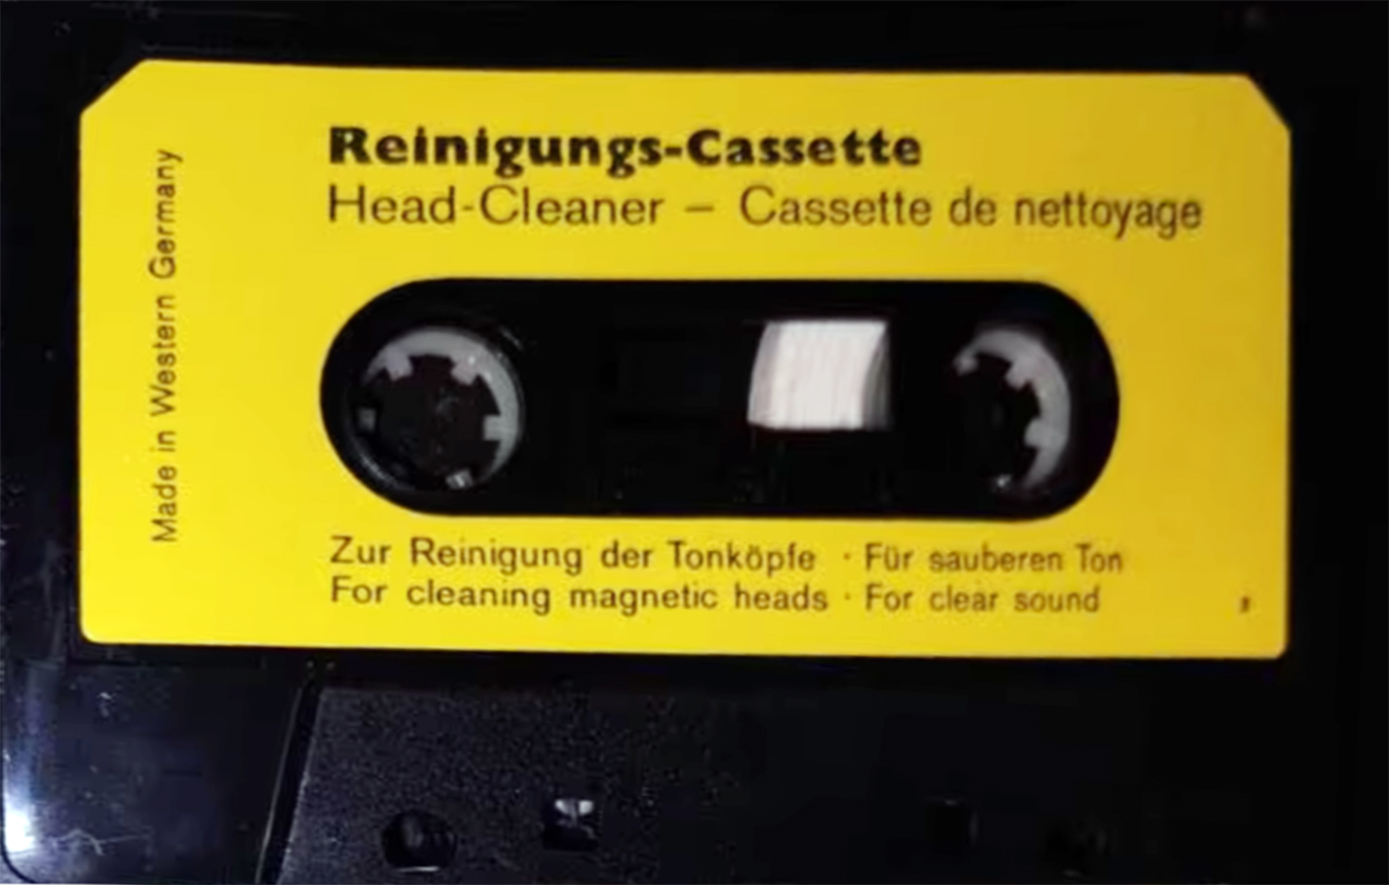 Reinigungs-Cassette
Head-Cleaner – Cassette de nettoyage
Made in Western Germany
Zur Reinigung der Tonköpfe · Für sauberen Ton
For cleaning magnetic heads · For clear sound